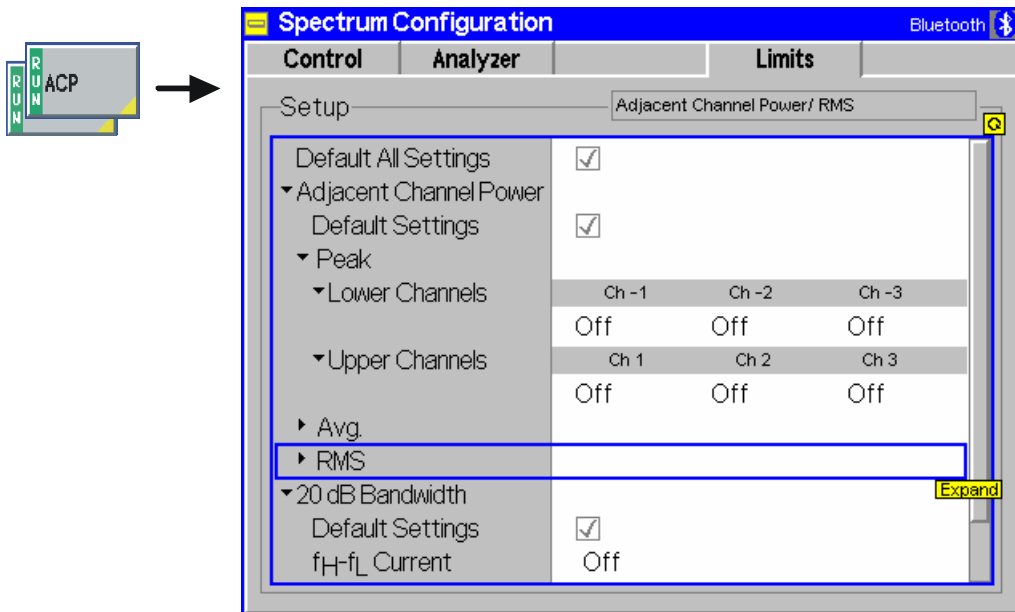 Spectrum Configuration Bluetooth
Control Analyzer Limits
RUN
RUN ACP
Setup Adjacent Channel Power/ RMS
Default All Settings
Adjacent Channel Power
Default Settings
Peak
Lower Channels Ch -1 Ch -2 Ch -3
Off Off Off
Upper Channels Ch 1 Ch 2 Ch 3
Off Off Off
Avg.
RMS
Expand
20 dB Bandwidth
Default Settings
fH-fL Current Off